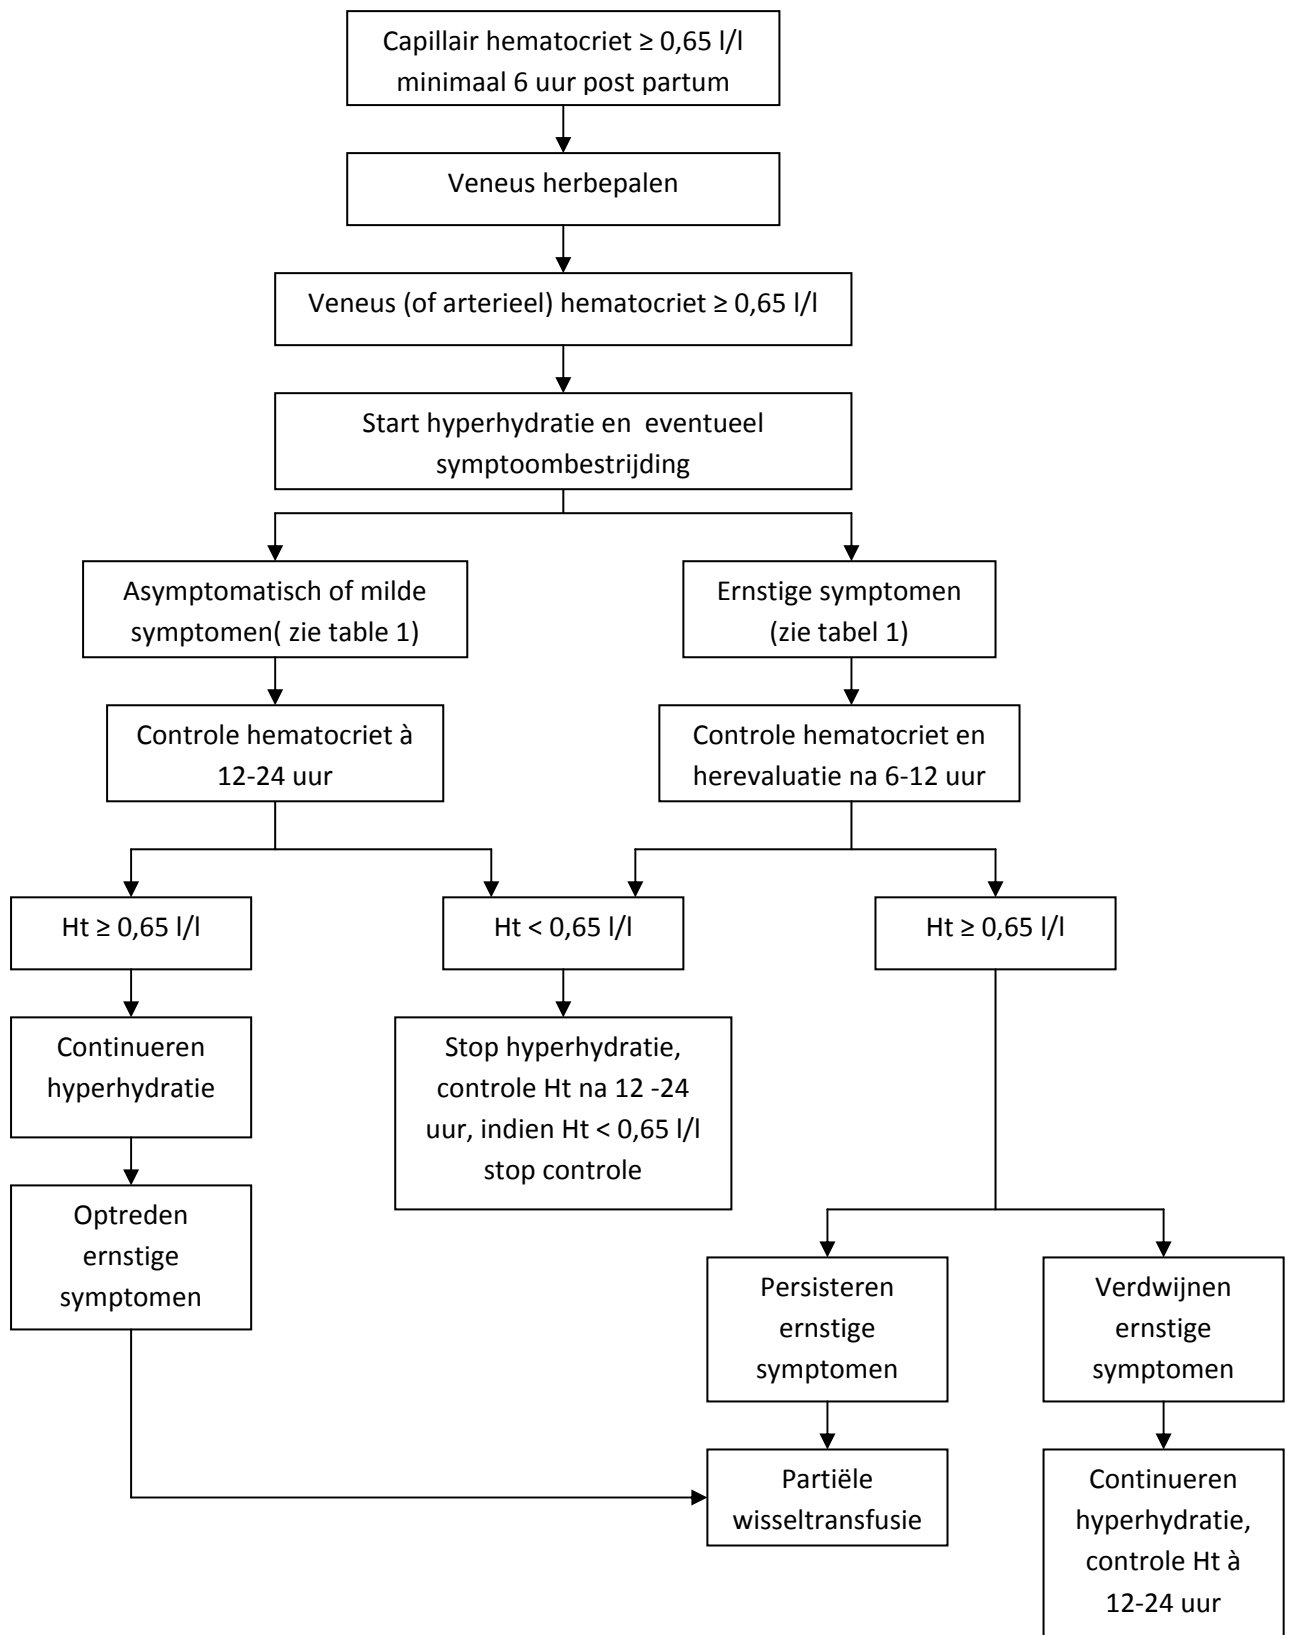 Capillair hematocriet ≥ 0,65 l/l
minimaal 6 uur post partum
Veneus herbepalen
Veneus (of arterieel) hematocriet ≥ 0,65 l/l
Start hyperhydratie en  eventueel
symptoombestrijding
Asymptomatisch of milde
symptomen( zie table 1)
Ernstige symptomen
(zie tabel 1)
Controle hematocriet à
12-24 uur
Controle hematocriet en
herevaluatie na 6-12 uur
Ht ≥ 0,65 l/l
Ht < 0,65 l/l
Ht ≥ 0,65 l/l
Continueren
hyperhydratie
Stop hyperhydratie,
controle Ht na 12 -24
uur, indien Ht < 0,65 l/l
stop controle
Optreden
ernstige
symptomen
Persisteren
ernstige
symptomen
Verdwijnen
ernstige
symptomen
Partiële
wisseltransfusie
Continueren
hyperhydratie,
controle Ht à
12-24 uur